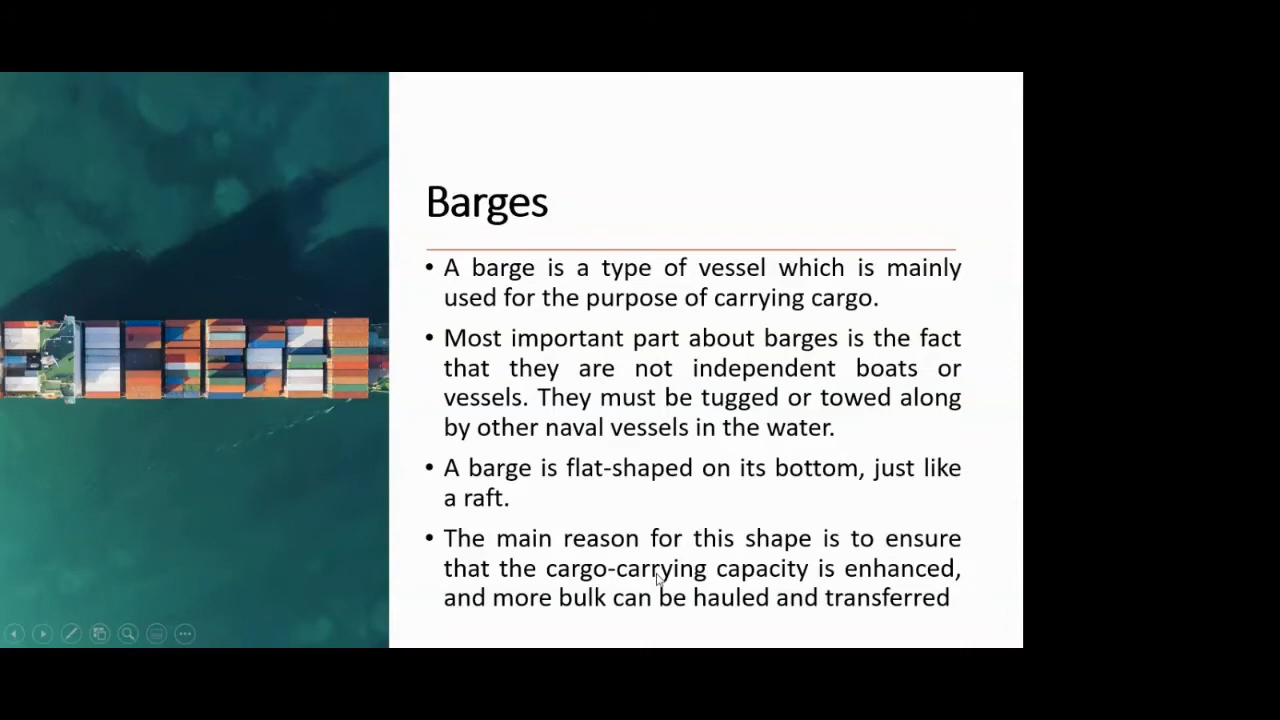 Barges
• A barge is a type of vessel which is mainly
used for the purpose of carrying cargo.
• Most important part about barges is the fact
that they are not independent boats or
vessels. They must be tugged or towed along
by other naval vessels in the water.
• A barge is flat-shaped on its bottom, just like
a raft.
• The main reason for this shape is to ensure
that the cargo-carrying capacity is enhanced,
and more bulk can be hauled and transferred